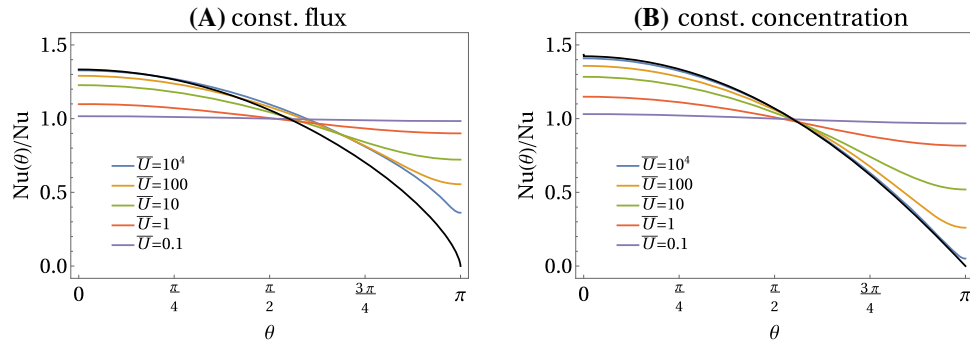 (A) const. flux
Nu(θ)/Nu
1.5
1.0
0.5
0.0
U̅=10⁴
U̅=100
U̅=10
U̅=1
U̅=0.1
0 π/4 π/2 3π/4 π
θ
(B) const. concentration
Nu(θ)/Nu
1.5
1.0
0.5
0.0
U̅=10⁴
U̅=100
U̅=10
U̅=1
U̅=0.1
0 π/4 π/2 3π/4 π
θ